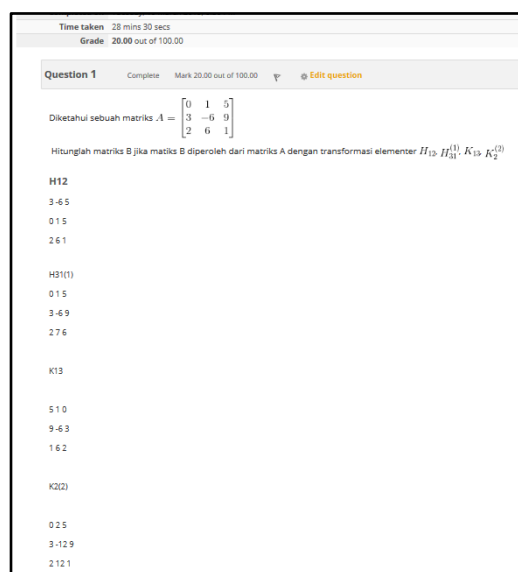 Time taken 28 mins 30 secs
Grade 20.00 out of 100.00
Question 1 Complete Mark 20.00 out of 100.00 Edit question
Diketahui sebuah matriks A = [0 1 5; 3 -6 9; 2 6 1]
Hitunglah matriks B jika matiks B diperoleh dari matriks A dengan transformasi elementer H₁₂, H₃₁⁽¹⁾, K₁₃, K₂⁽²⁾
H12
3 -6 5
0 1 5
2 6 1
H31(1)
0 1 5
3 -6 9
2 7 6
K13
5 1 0
9 -6 3
1 6 2
K2(2)
0 2 5
3 -12 9
2 12 1